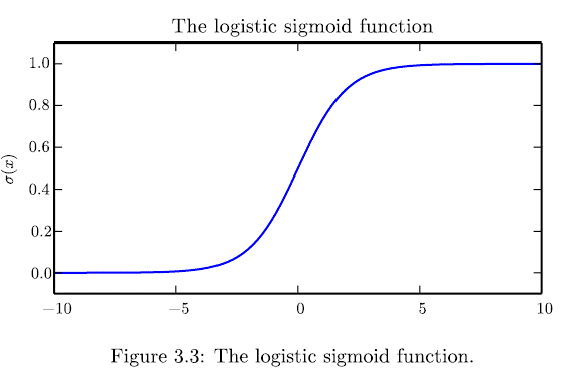 The logistic sigmoid function
1.0
0.8
0.6
σ(x)
0.4
0.2
0.0
−10 −5 0 5 10
Figure 3.3: The logistic sigmoid function.